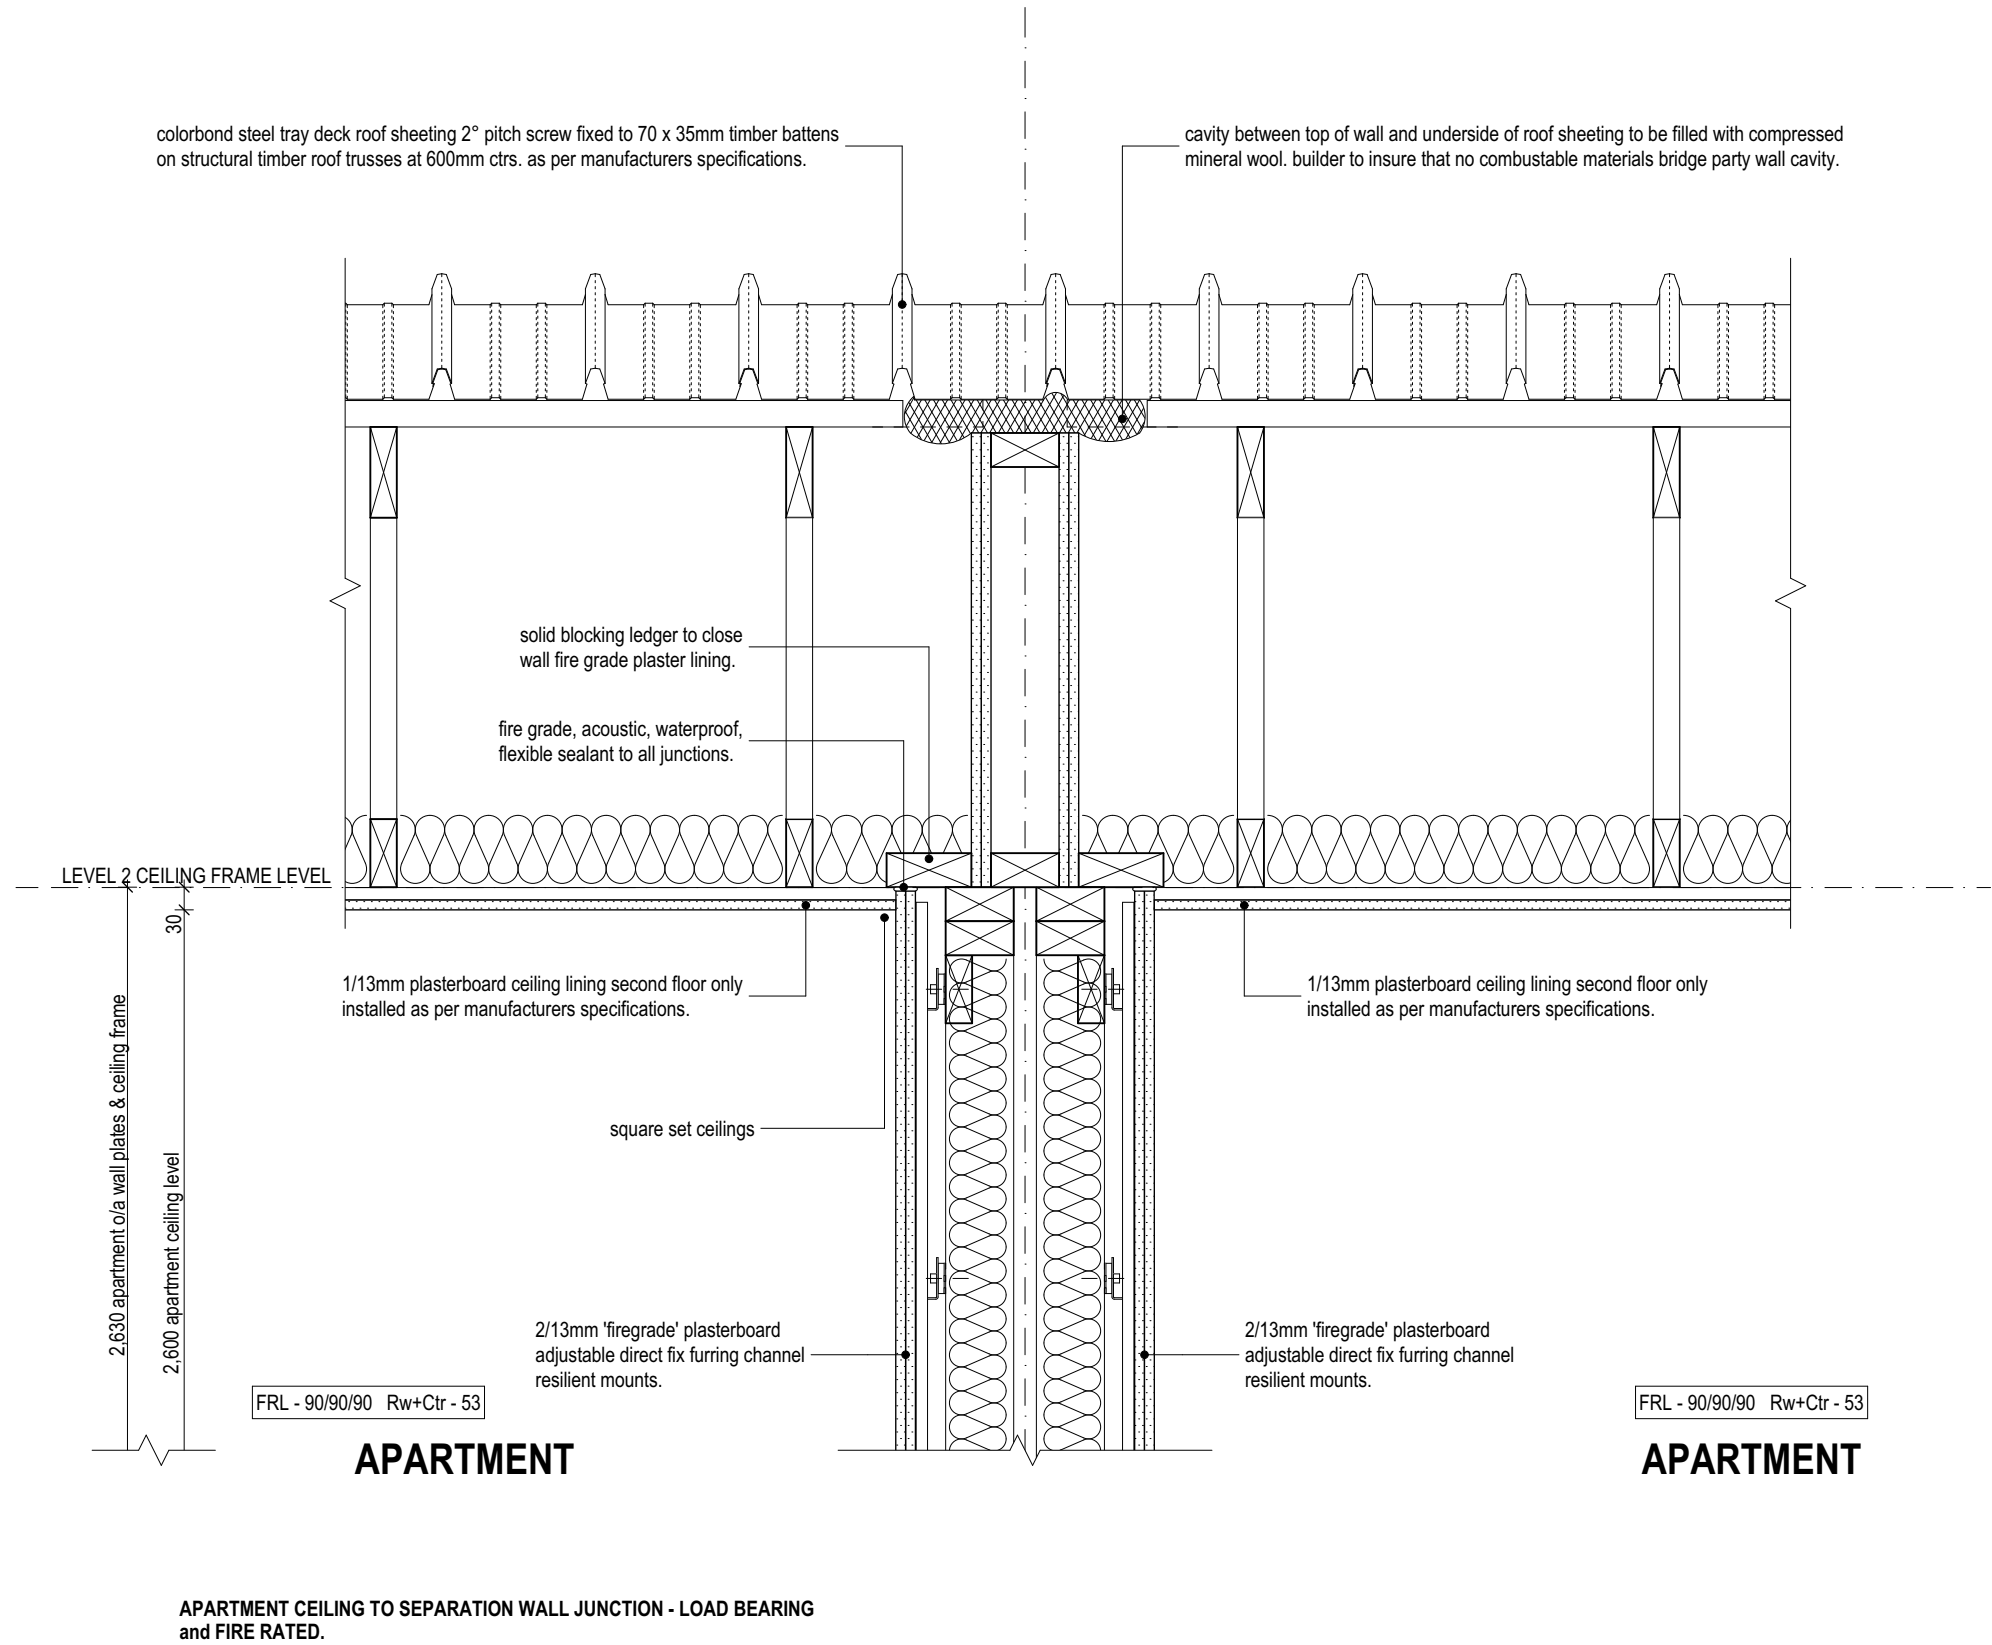 colorbond steel tray deck roof sheeting 2° pitch screw fixed to 70 x 35mm timber battens
on structural timber roof trusses at 600mm ctrs. as per manufacturers specifications.
cavity between top of wall and underside of roof sheeting to be filled with compressed
mineral wool. builder to insure that no combustable materials bridge party wall cavity.
solid blocking ledger to close
wall fire grade plaster lining.
fire grade, acoustic, waterproof,
flexible sealant to all junctions.
LEVEL 2 CEILING FRAME LEVEL
30
2,630 apartment o/a wall plates & ceiling frame
2,600 apartment ceiling level
1/13mm plasterboard ceiling lining second floor only
installed as per manufacturers specifications.
1/13mm plasterboard ceiling lining second floor only
installed as per manufacturers specifications.
square set ceilings
2/13mm 'firegrade' plasterboard
adjustable direct fix furring channel
resilient mounts.
2/13mm 'firegrade' plasterboard
adjustable direct fix furring channel
resilient mounts.
FRL - 90/90/90 Rw+Ctr - 53
APARTMENT
FRL - 90/90/90 Rw+Ctr - 53
APARTMENT
APARTMENT CEILING TO SEPARATION WALL JUNCTION - LOAD BEARING
and FIRE RATED.